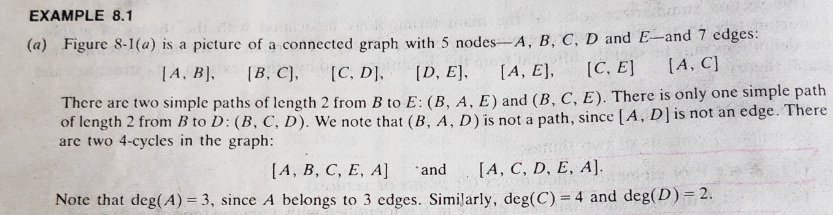 EXAMPLE 8.1
(a) Figure 8-1(a) is a picture of a connected graph with 5 nodes—A, B, C, D and E—and 7 edges:
[A, B], [B, C], [C, D], [D, E], [A, E], [C, E] [A, C]
There are two simple paths of length 2 from B to E: (B, A, E) and (B, C, E). There is only one simple path
of length 2 from B to D: (B, C, D). We note that (B, A, D) is not a path, since [A, D] is not an edge. There
are two 4-cycles in the graph:
[A, B, C, E, A] and [A, C, D, E, A].
Note that deg(A) = 3, since A belongs to 3 edges. Similarly, deg(C) = 4 and deg(D) = 2.